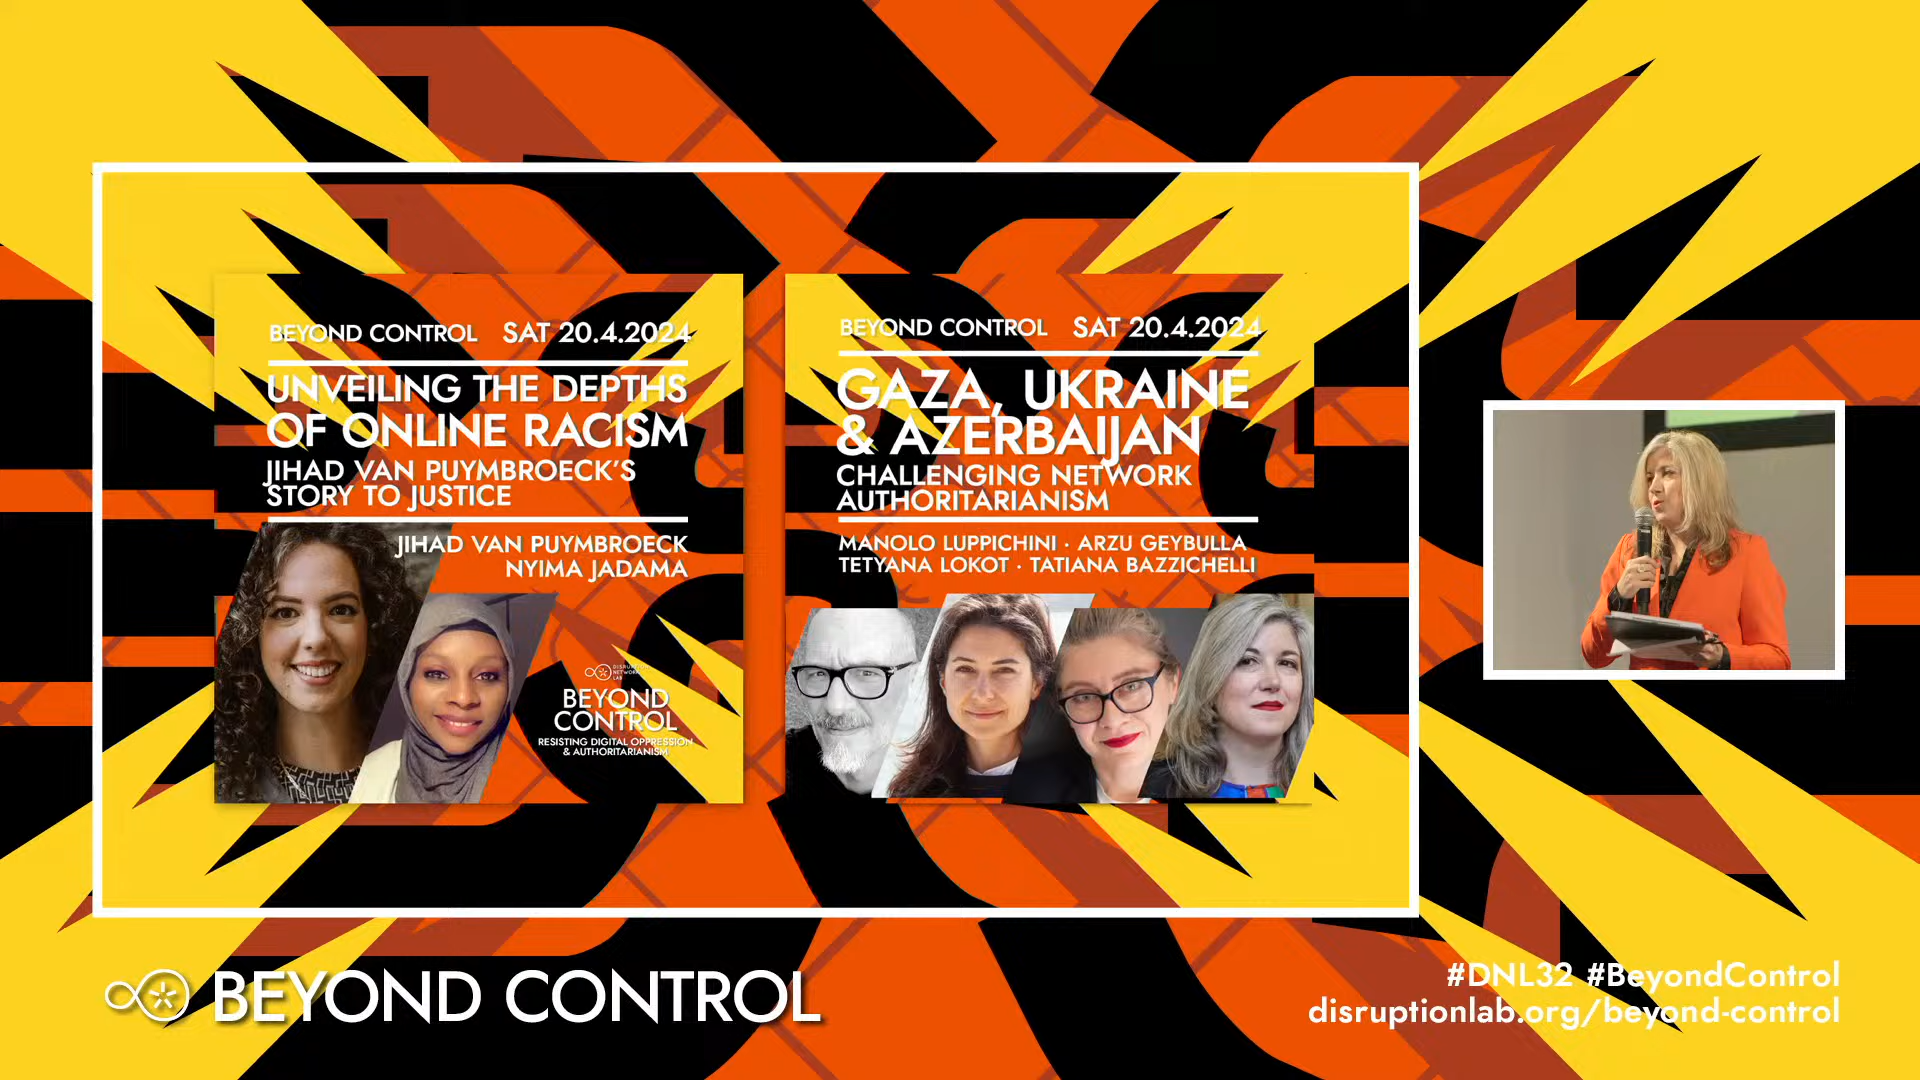 BEYOND CONTROL SAT 20.4.2024
UNVEILING THE DEPTHS
OF ONLINE RACISM
JIHAD VAN PUYMBROECK'S
STORY TO JUSTICE
JIHAD VAN PUYMBROECK
NYIMA JADAMA
DISRUPTION
NETWORK
LAB
BEYOND
CONTROL
RESISTING DIGITAL OPPRESSION
& AUTHORITARIANISM
BEYOND CONTROL SAT 20.4.2024
GAZA, UKRAINE
& AZERBAIJAN
CHALLENGING NETWORK
AUTHORITARIANISM
MANOLO LUPPICHINI · ARZU GEYBULLA
TETYANA LOKOT · TATIANA BAZZICHELLI
BEYOND CONTROL
#DNL32 #BeyondControl
disruptionlab.org/beyond-control